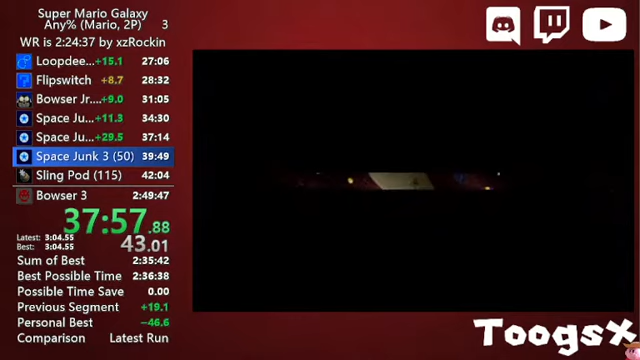 Super Mario Galaxy
Any% (Mario, 2P) 3
WR is 2:24:37 by xzRockin
Loopdee... +15.1 27:06
Flipswitch +8.7 28:32
Bowser Jr.... +9.0 31:05
Space Ju... +11.3 34:30
Space Ju... +29.5 37:14
Space Junk 3 (50) 39:49
Sling Pod (115) 42:04
Bowser 3 2:49:47
37:57.88
Latest: 3:04.55
Best: 3:04.55
43.01
Sum of Best 2:35:42
Best Possible Time 2:36:38
Possible Time Save 0.00
Previous Segment +19.1
Personal Best -46.6
Comparison Latest Run
ToogsX